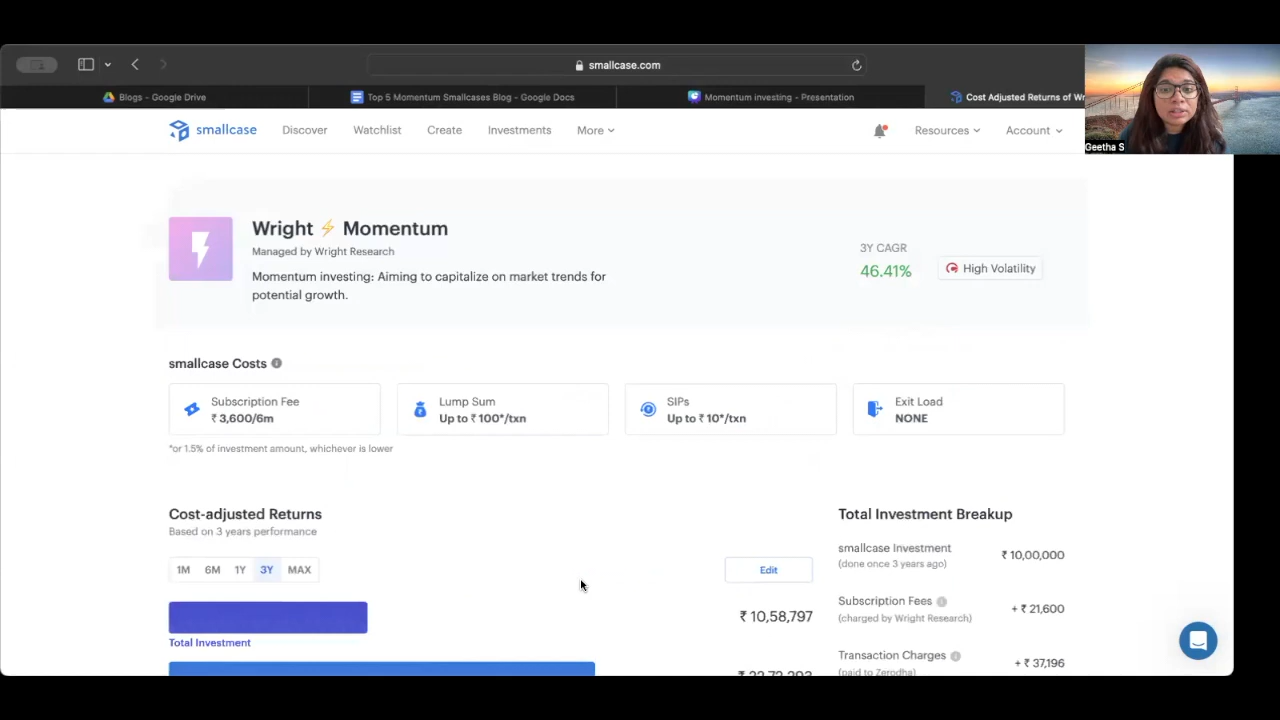 smallcase.com
Blogs - Google Drive
Top 5 Momentum Smallcases Blog - Google Docs
Momentum investing - Presentation
Cost Adjusted Returns of Wr
Geetha S
smallcase
Discover
Watchlist
Create
Investments
More
Resources
Account
Wright ⚡ Momentum
Managed by Wright Research
Momentum investing: Aiming to capitalize on market trends for
potential growth.
3Y CAGR
46.41%
High Volatility
smallcase Costs
Subscription Fee
₹ 3,600/6m
Lump Sum
Up to ₹ 100*/txn
SIPs
Up to ₹ 10*/txn
Exit Load
NONE
*or 1.5% of investment amount, whichever is lower
Cost-adjusted Returns
Based on 3 years performance
1M 6M 1Y 3Y MAX
Edit
₹ 10,58,797
Total Investment
Total Investment Breakup
smallcase Investment
(done once 3 years ago)
₹ 10,00,000
Subscription Fees
(charged by Wright Research)
+ ₹ 21,600
Transaction Charges
(paid to Zerodha)
+ ₹ 37,196